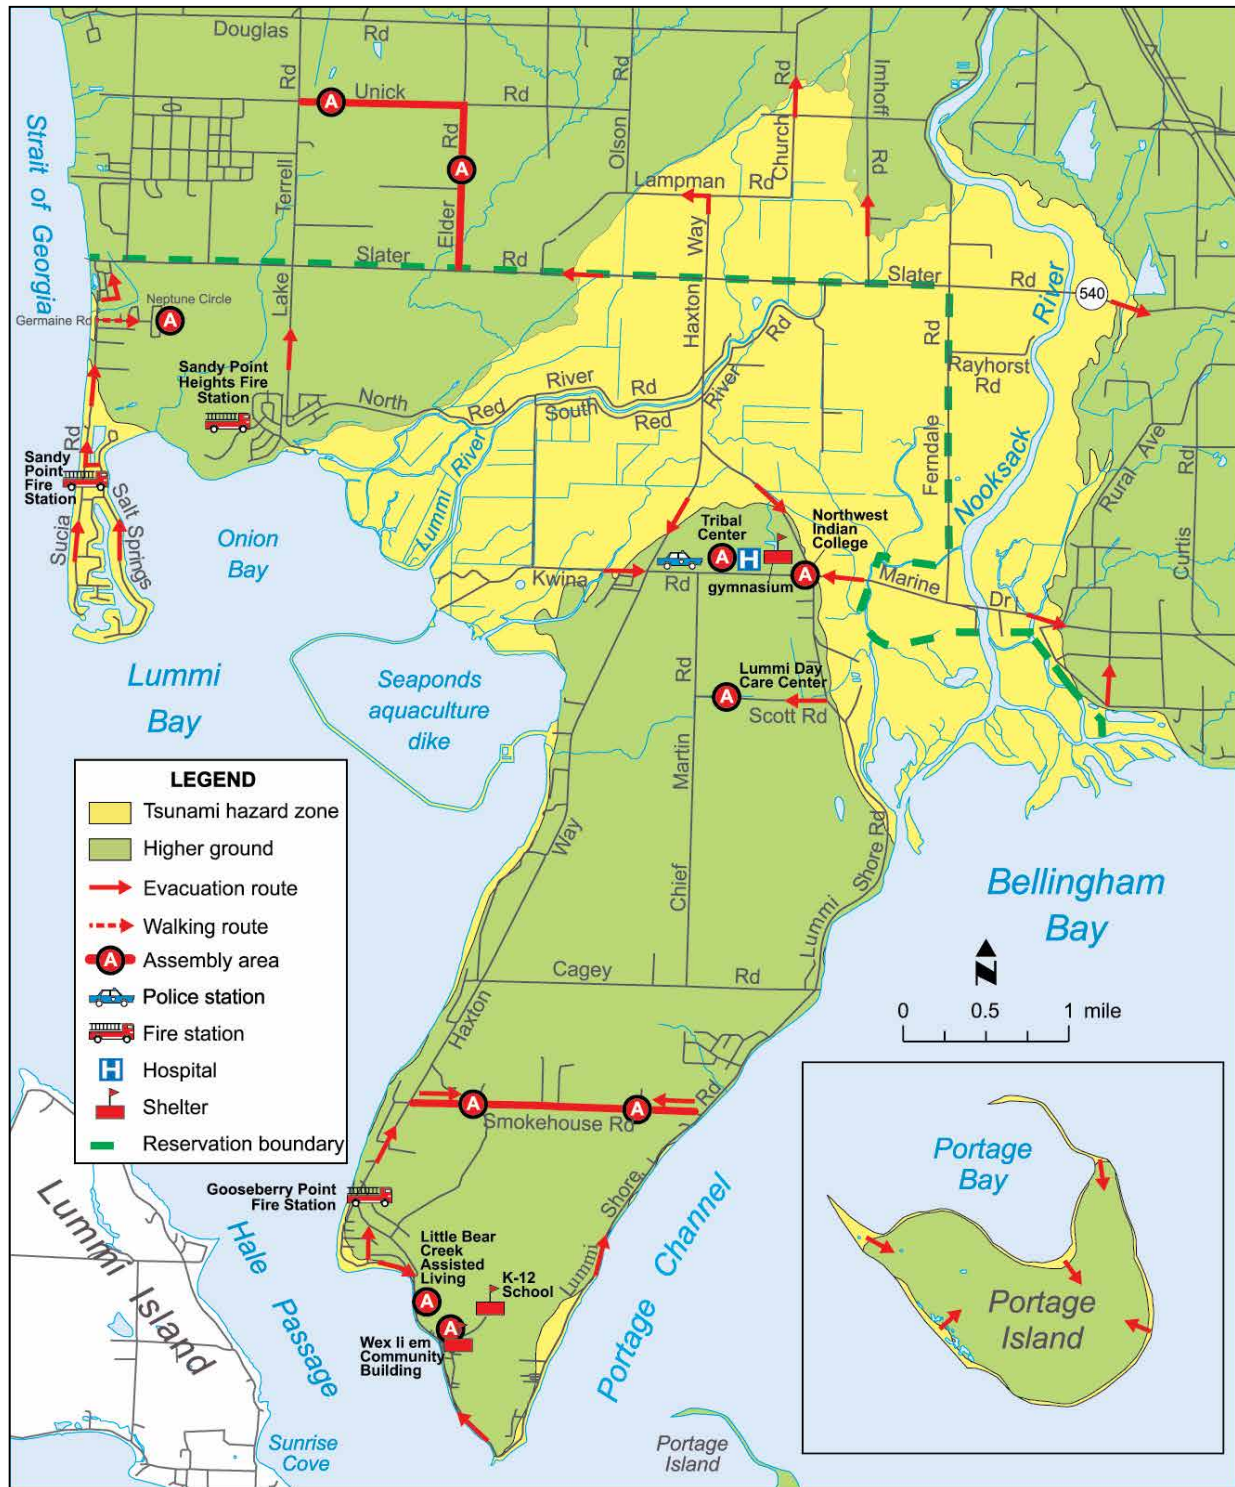 Douglas Rd
Rd
Unick Rd
A
Rd
A
Elder
Terrell
Lake
Olson
Rd
Church
Rd
Imhoff
Rd
Lampman Rd
Haxton Way
Strait of Georgia
Slater Rd
Slater Rd
540
Neptune Circle
Germaine Rd
A
Sandy Point
Heights Fire
Station
North Red River Rd
South Red River Rd
Lummi River
Ferndale Rd
Rayhorst
Rd
Nooksack River
Rural Ave
Curtis Rd
Sandy
Point
Fire
Station
Sucia Rd
Salt Springs
Onion
Bay
Tribal
Center
A
H
Northwest
Indian
College
gymnasium
A
Kwina Rd
Marine Dr
Lummi
Bay
Seaponds
aquaculture
dike
Lummi Day
Care Center
A
Scott Rd
Chief Martin Rd
Haxton Way
Lummi Shore Rd
LEGEND
Tsunami hazard zone
Higher ground
Evacuation route
Walking route
A
Assembly area
Police station
Fire station
H
Hospital
Shelter
Reservation boundary
Bellingham
Bay
N
0 0.5 1 mile
Cagey Rd
A
A
Smokehouse Rd
Lummi Shore Rd
Gooseberry Point
Fire Station
Little Bear
Creek
Assisted
Living
A
K-12
School
A
Wex li em
Community
Building
Lummi Island
Hale Passage
Sunrise
Cove
Portage Channel
Portage
Island
Portage
Bay
Portage
Island